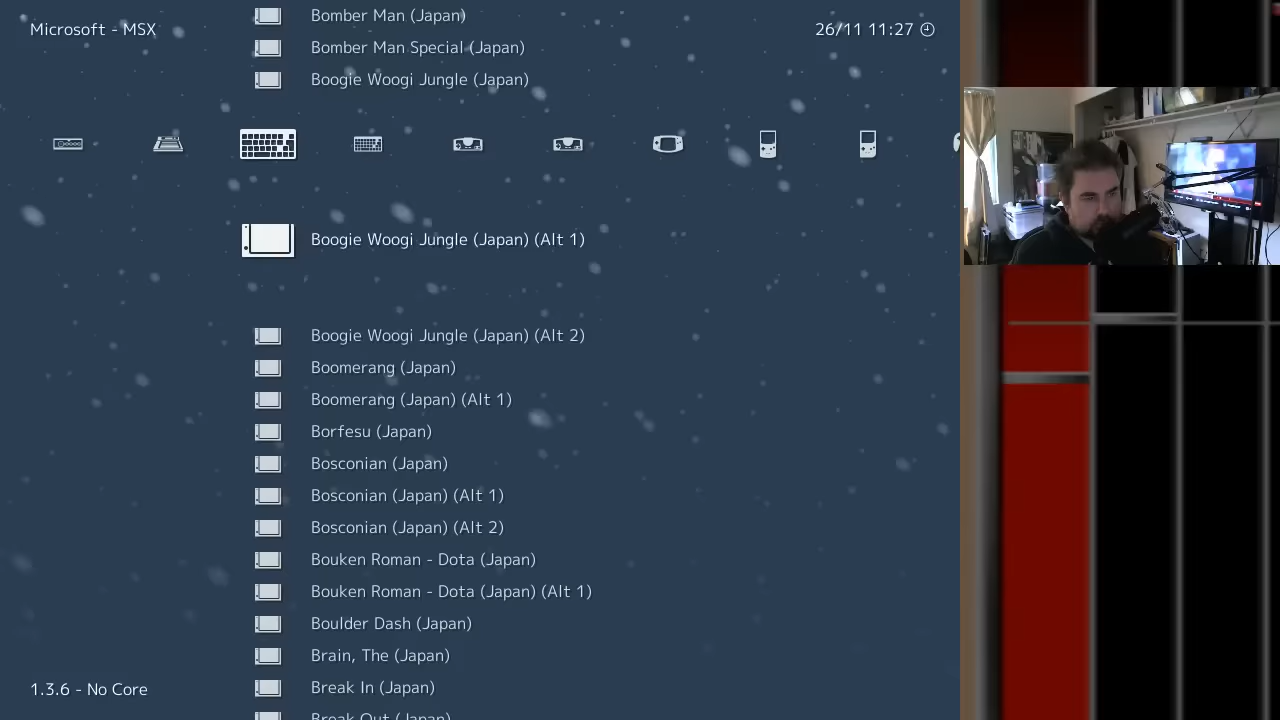 Bomber Man (Japan)
Microsoft - MSX
26/11 11:27
Bomber Man Special (Japan)
Boogie Woogi Jungle (Japan)
Boogie Woogi Jungle (Japan) (Alt 1)
Boogie Woogi Jungle (Japan) (Alt 2)
Boomerang (Japan)
Boomerang (Japan) (Alt 1)
Borfesu (Japan)
Bosconian (Japan)
Bosconian (Japan) (Alt 1)
Bosconian (Japan) (Alt 2)
Bouken Roman - Dota (Japan)
Bouken Roman - Dota (Japan) (Alt 1)
Boulder Dash (Japan)
Brain, The (Japan)
Break In (Japan)
1.3.6 - No Core
Break Out (Japan)